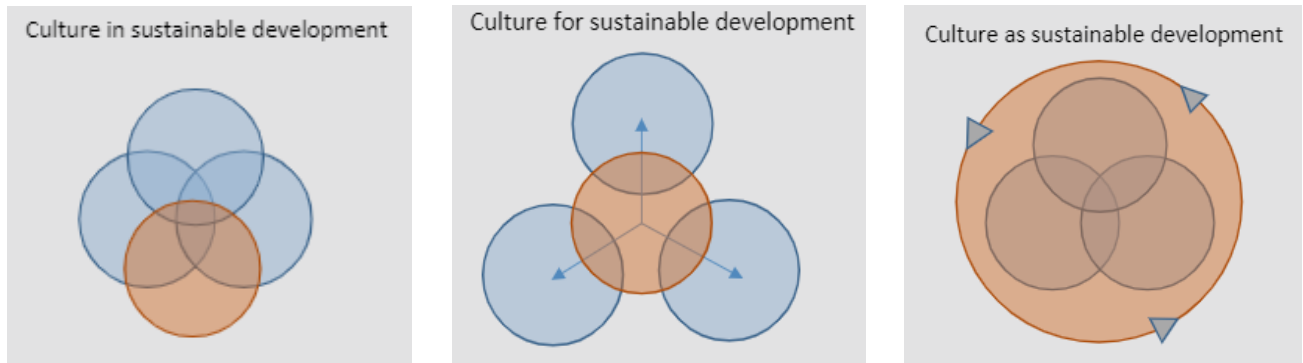 Culture in sustainable development
Culture for sustainable development
Culture as sustainable development